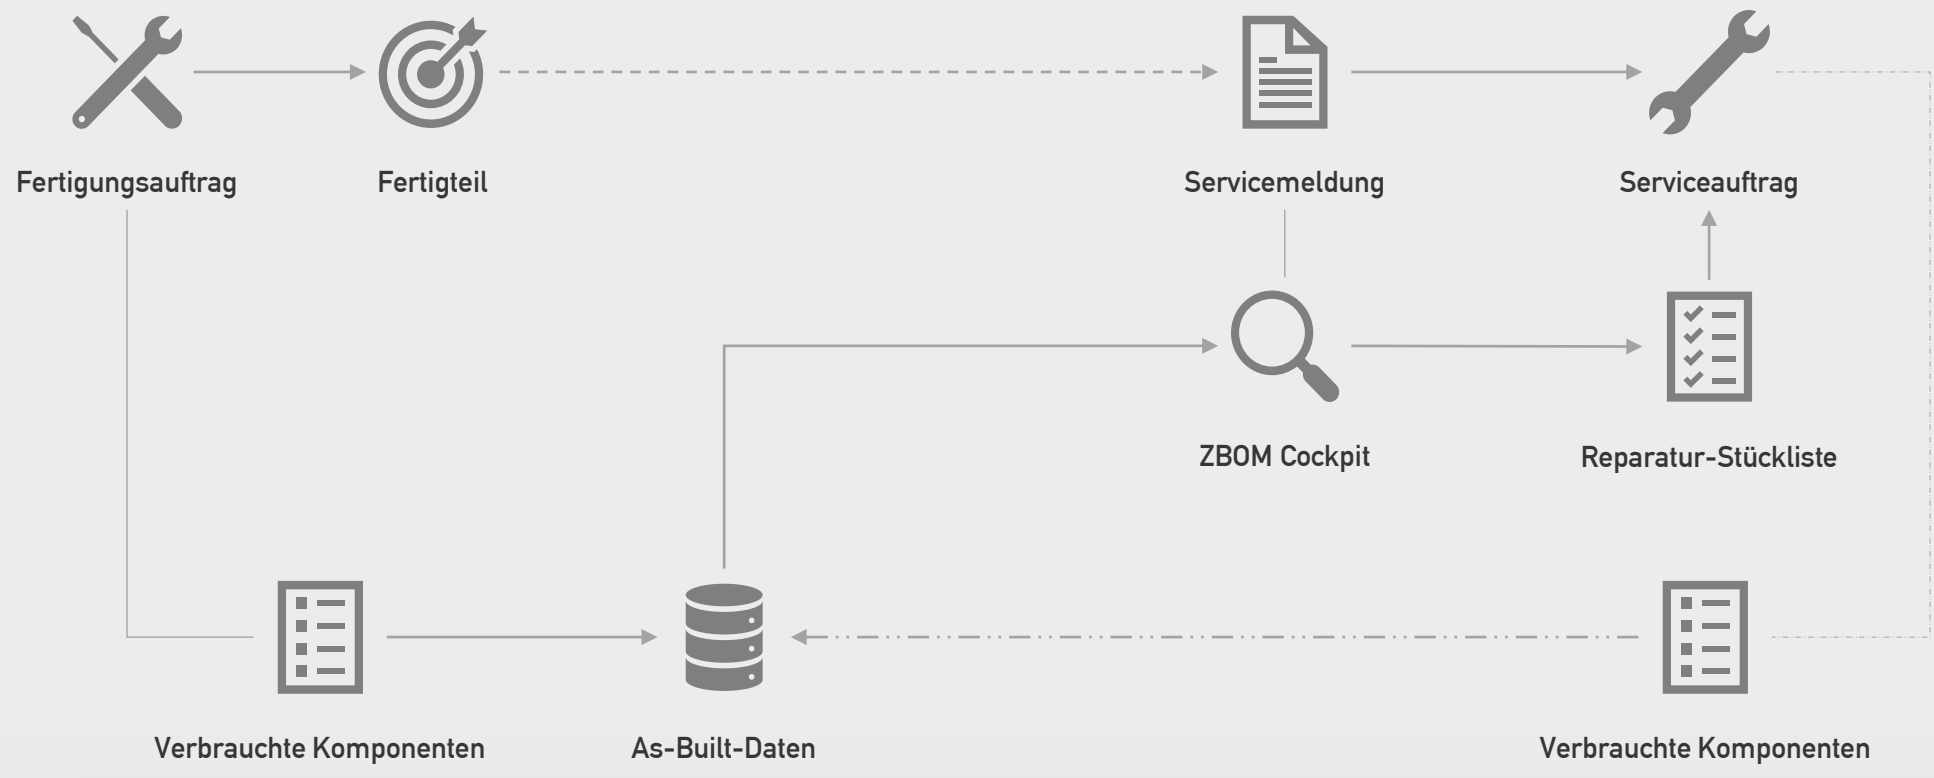 Fertigungsauftrag
Fertigteil
Servicemeldung
Serviceauftrag
ZBOM Cockpit
Reparatur-Stückliste
Verbrauchte Komponenten
As-Built-Daten
Verbrauchte Komponenten